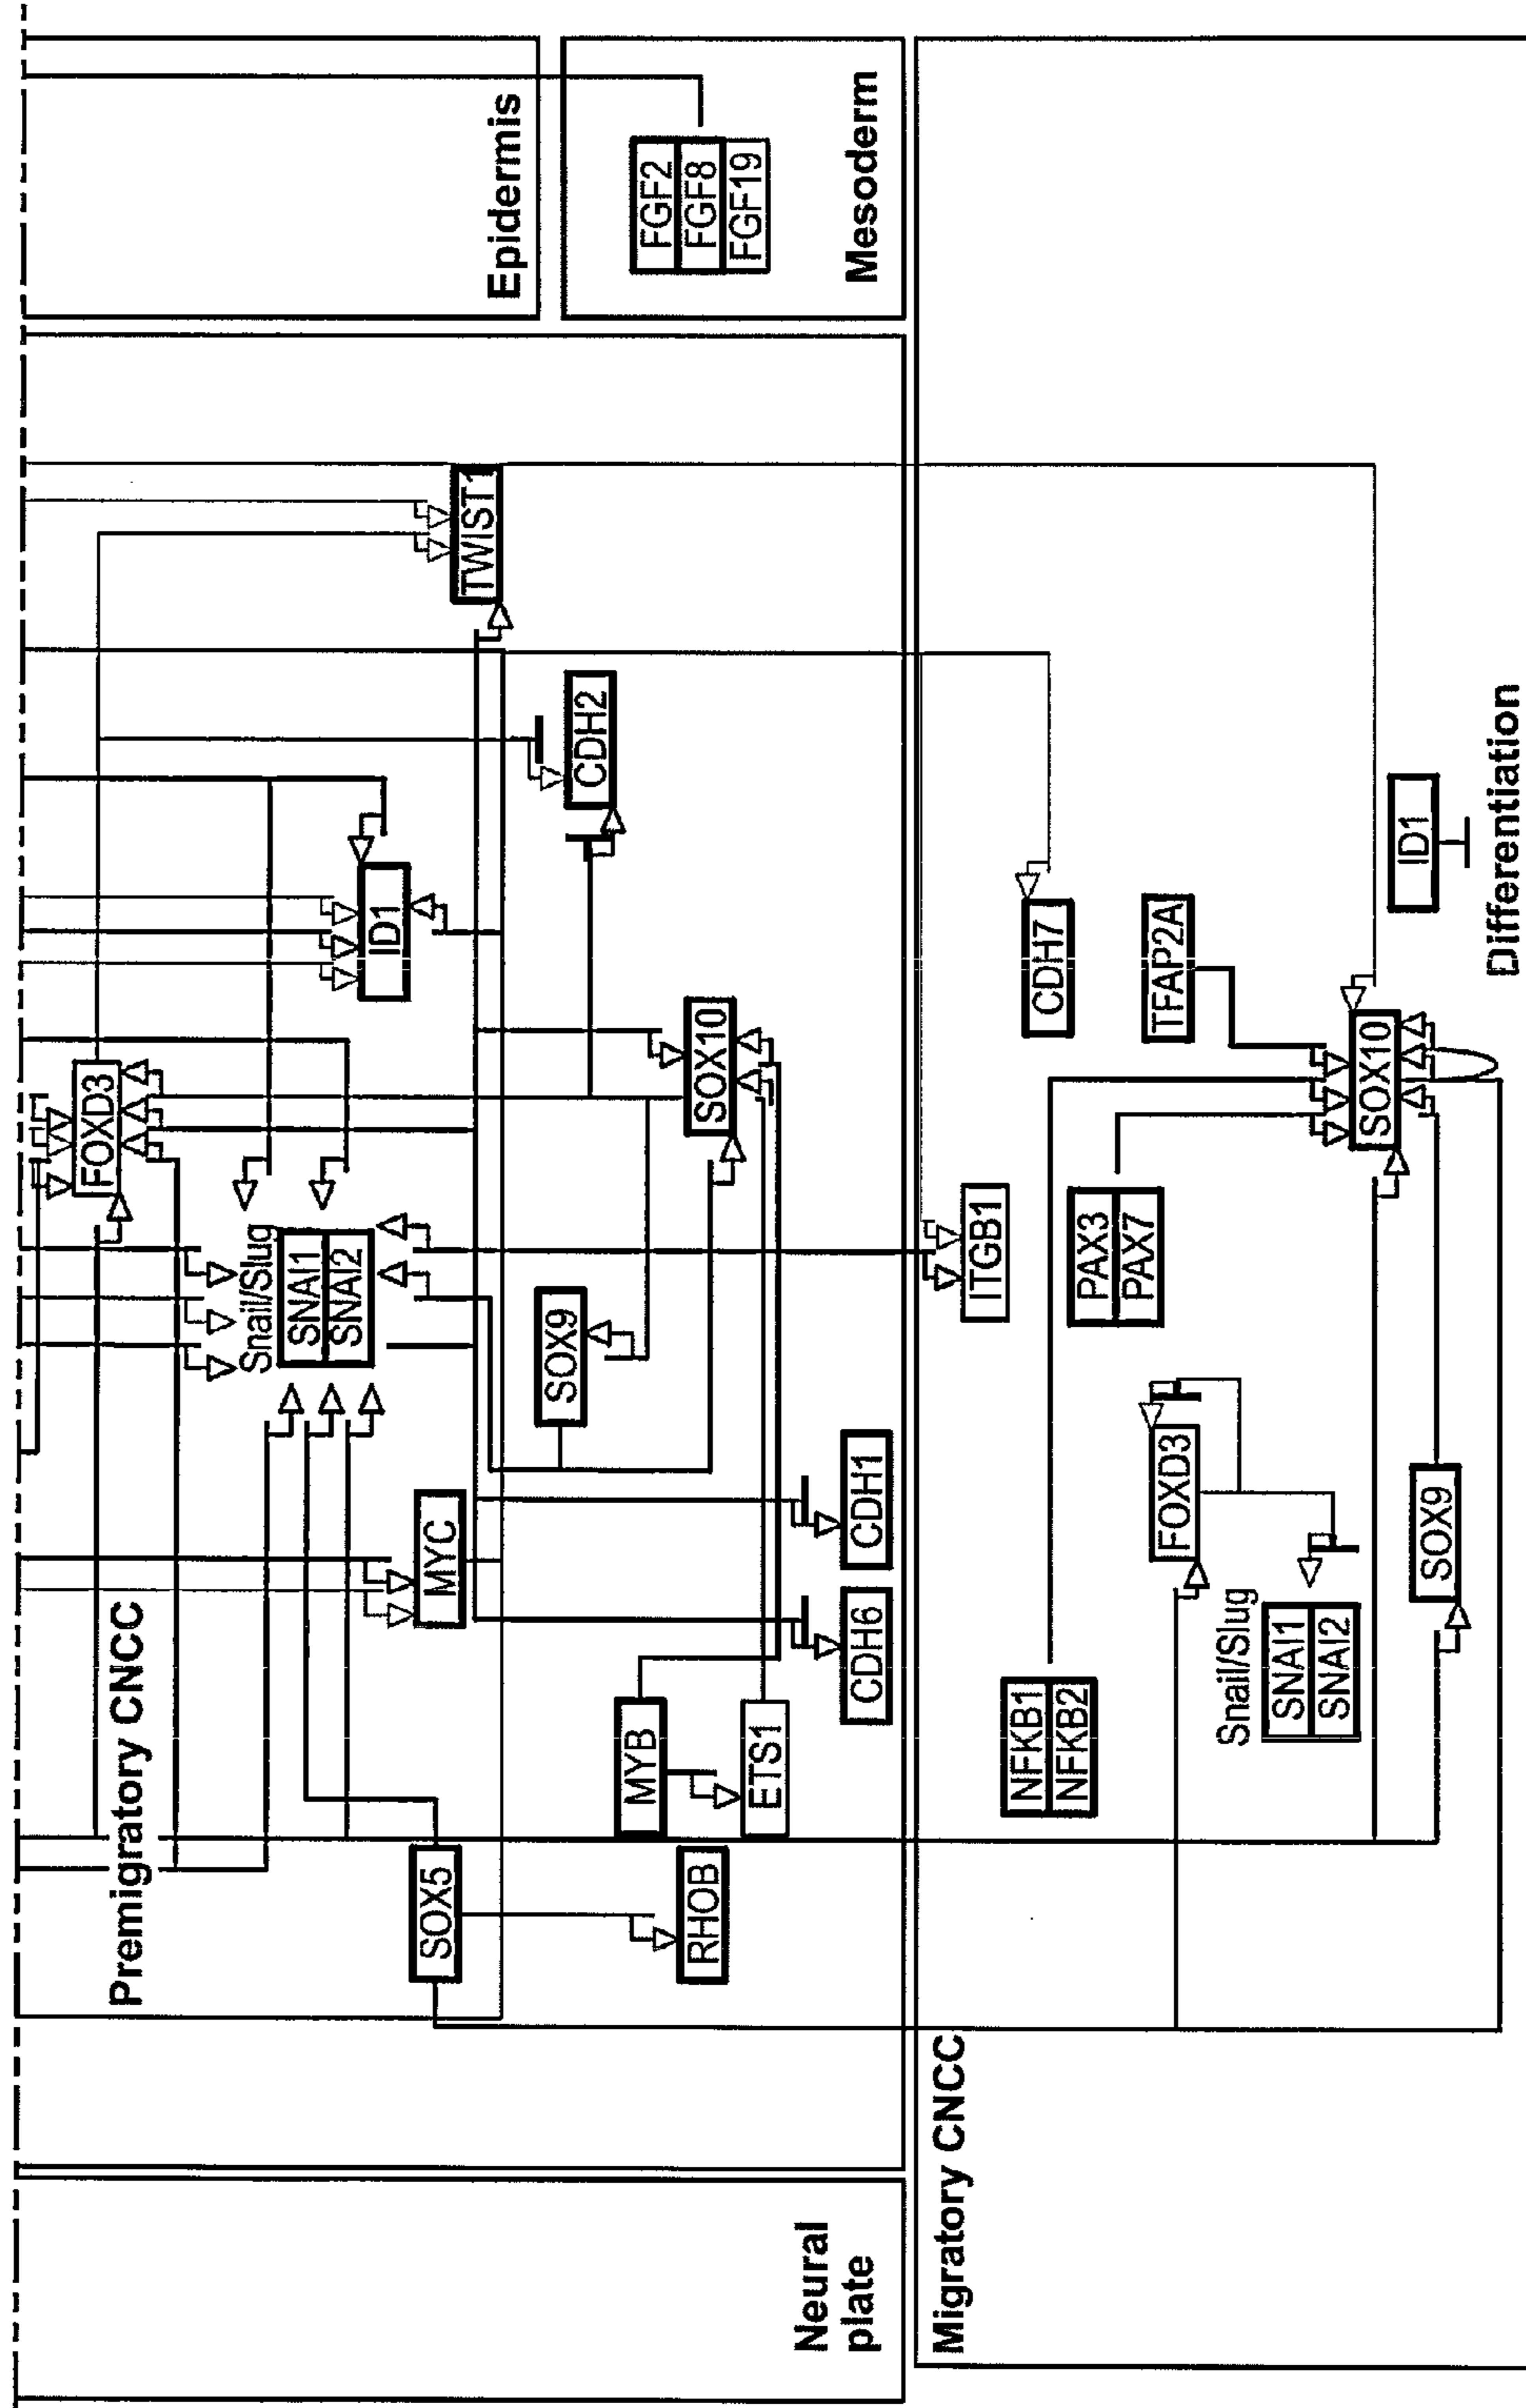 Premigratory CNCC
FOXD3
Snail/Slug
SNAI1
SNAI2
ID1
MYC
SOX5
TWIST1
SOX9
CDH2
MYB
RHOB
SOX10
ETS1
CDH6
CDH1
Epidermis
FGF2
FGF8
FGF19
Mesoderm
Neural
plate
Migratory CNCC
ITGB1
NFKB1
NFKB2
CDH7
PAX3
PAX7
TFAP2A
FOXD3
Snail/Slug
SNAI1
SNAI2
SOX10
SOX9
ID1
Differentiation